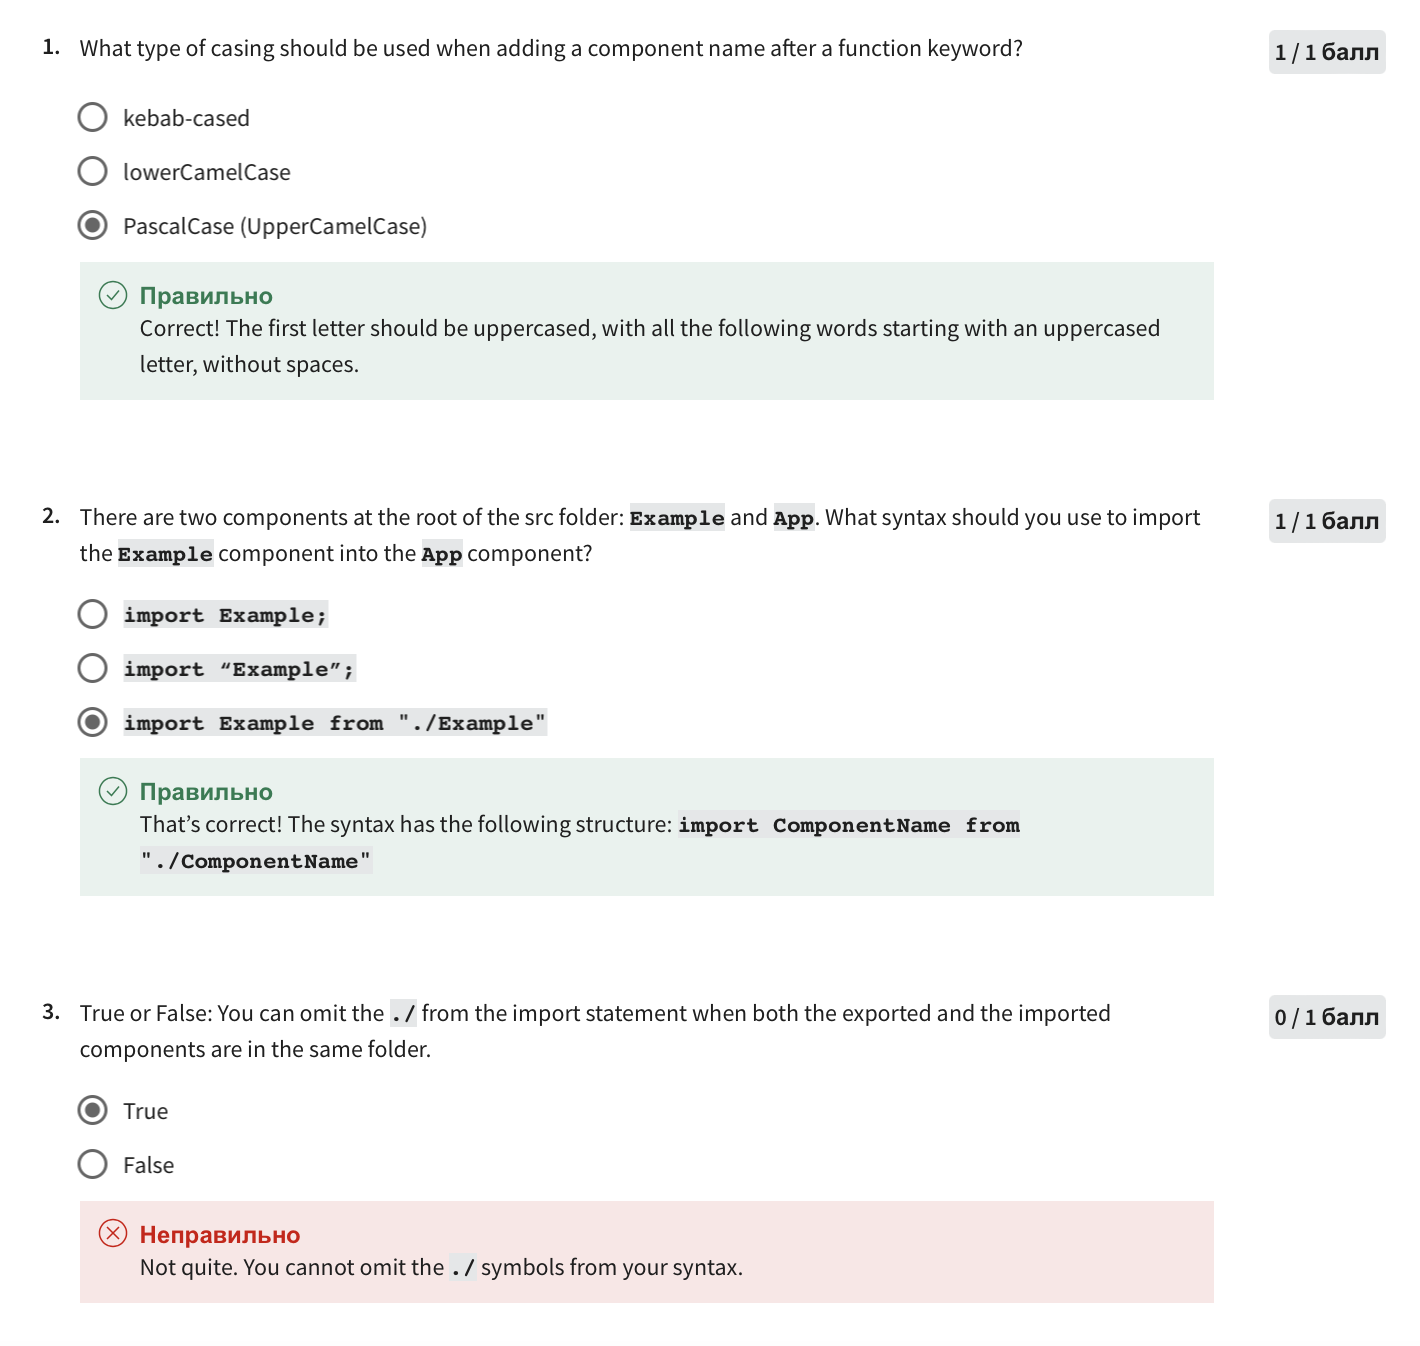 1. What type of casing should be used when adding a component name after a function keyword?
1 / 1 балл
kebab-cased
lowerCamelCase
PascalCase (UpperCamelCase)
Правильно
Correct! The first letter should be uppercased, with all the following words starting with an uppercased
letter, without spaces.
2. There are two components at the root of the src folder: Example and App. What syntax should you use to import
the Example component into the App component?
1 / 1 балл
import Example;
import “Example”;
import Example from "./Example"
Правильно
That’s correct! The syntax has the following structure: import ComponentName from
"./ComponentName"
3. True or False: You can omit the ./ from the import statement when both the exported and the imported
components are in the same folder.
0 / 1 балл
True
False
Неправильно
Not quite. You cannot omit the ./ symbols from your syntax.